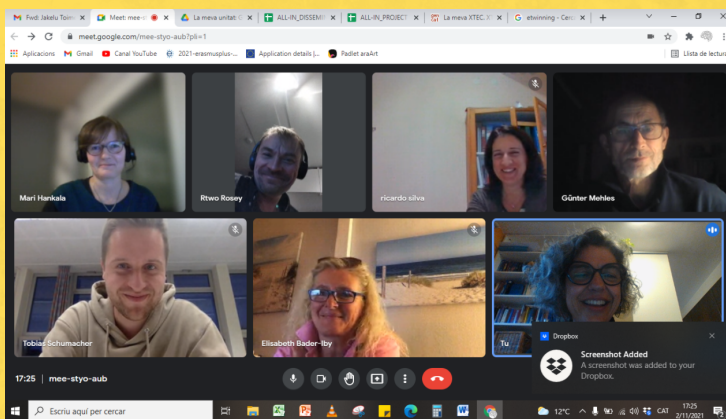 Fwd: Jakelu Toim
Meet: mee-st
La meva unitat: G
ALL-IN_DISSEMI
ALL-IN_PROJECT
La meva XTEC. X
etwinning - Cerc
meet.google.com/mee-styo-aub?pli=1
Aplicacions
Gmail
Canal YouTube
2021-erasmusplus-...
Application details |...
Padlet araArt
Llista de lectura
Mari Hankala
Rtwo Rosey
ricardo silva
Günter Mehles
Tobias Schumacher
Elisabeth Bader-Iby
Tu
Dropbox
Screenshot Added
A screenshot was added to your
Dropbox.
17:25 | mee-styo-aub
Escriu aquí per cercar
12°C
CAT
17:25
2/11/2021